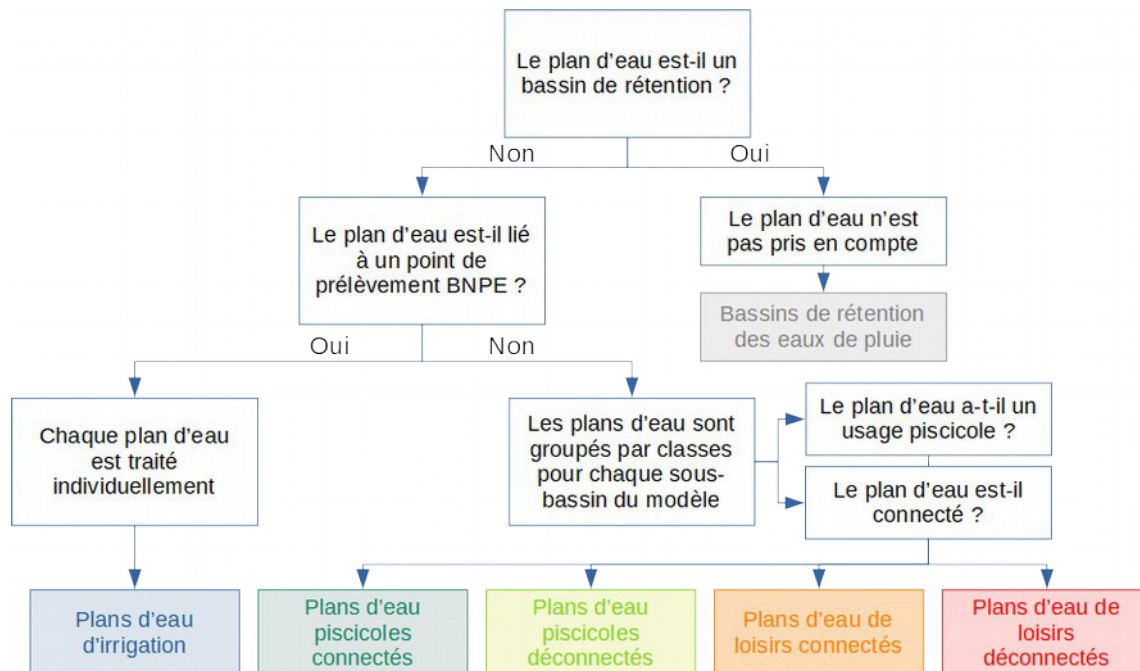 Le plan d'eau est-il un
bassin de rétention ?
Non
Oui
Le plan d'eau est-il lié
à un point de
prélèvement BNPE ?
Le plan d'eau n'est
pas pris en compte
Bassins de rétention
des eaux de pluie
Oui
Non
Chaque plan d'eau
est traité
individuellement
Les plans d'eau sont
groupés par classes
pour chaque sous-
bassin du modèle
Le plan d'eau a-t-il un
usage piscicole ?
Le plan d'eau est-il
connecté ?
Plans d'eau
d'irrigation
Plans d'eau
piscicoles
connectés
Plans d'eau
piscicoles
déconnectés
Plans d'eau de
loisirs connectés
Plans d'eau de
loisirs
déconnectés